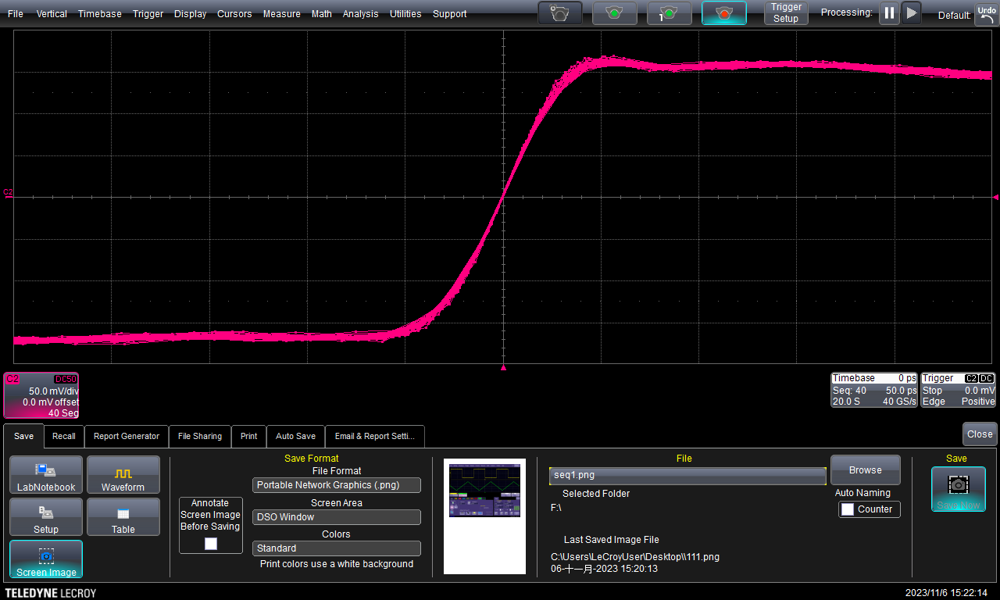 File Vertical Timebase Trigger Display Cursors Measure Math Analysis Utilities Support
1
Trigger Setup
Processing:
Default:
Undo
C2
C2 DC50
50.0 mV/div
0.0 mV offset
40 Seg
Timebase 0 ps
Seq: 40 50.0 ps
20.0 S 40 GS/s
Trigger C2 DC
Stop 0.0 mV
Edge Positive
Save Recall Report Generator File Sharing Print Auto Save Email & Report Setti...
Close
LabNotebook
Waveform
Setup
Table
Screen Image
Annotate
Screen Image
Before Saving
Save Format
File Format
Portable Network Graphics (.png)
Screen Area
DSO Window
Colors
Standard
Print colors use a white background
File
seq1.png
Browse
Selected Folder
F:\
Auto Naming
Counter
Last Saved Image File
C:\Users\LeCroyUser\Desktop\\111.png
06-十一月-2023 15:20:13
Save
Save Now
TELEDYNE LECROY
2023/11/6 15:22:14